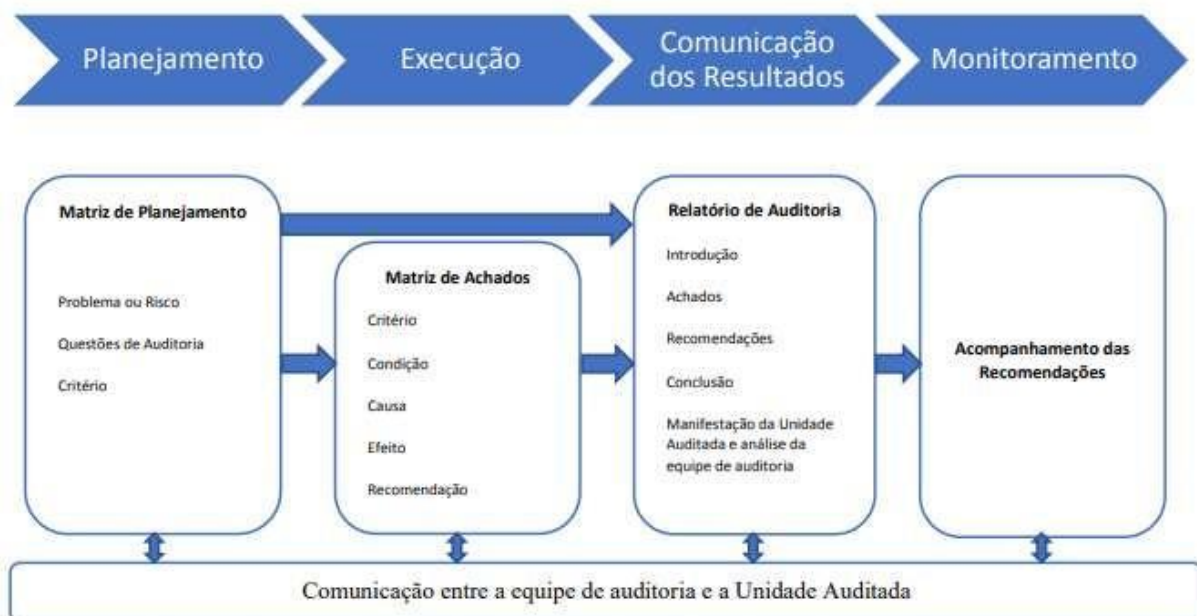 Planejamento
Execução
Comunicação
dos Resultados
Monitoramento
Matriz de Planejamento
Problema ou Risco
Questões de Auditoria
Critério
Matriz de Achados
Critério
Condição
Causa
Efeito
Recomendação
Relatório de Auditoria
Introdução
Achados
Recomendações
Conclusão
Manifestação da Unidade
Auditada e análise da
equipe de auditoria
Acompanhamento das
Recomendações
Comunicação entre a equipe de auditoria e a Unidade Auditada